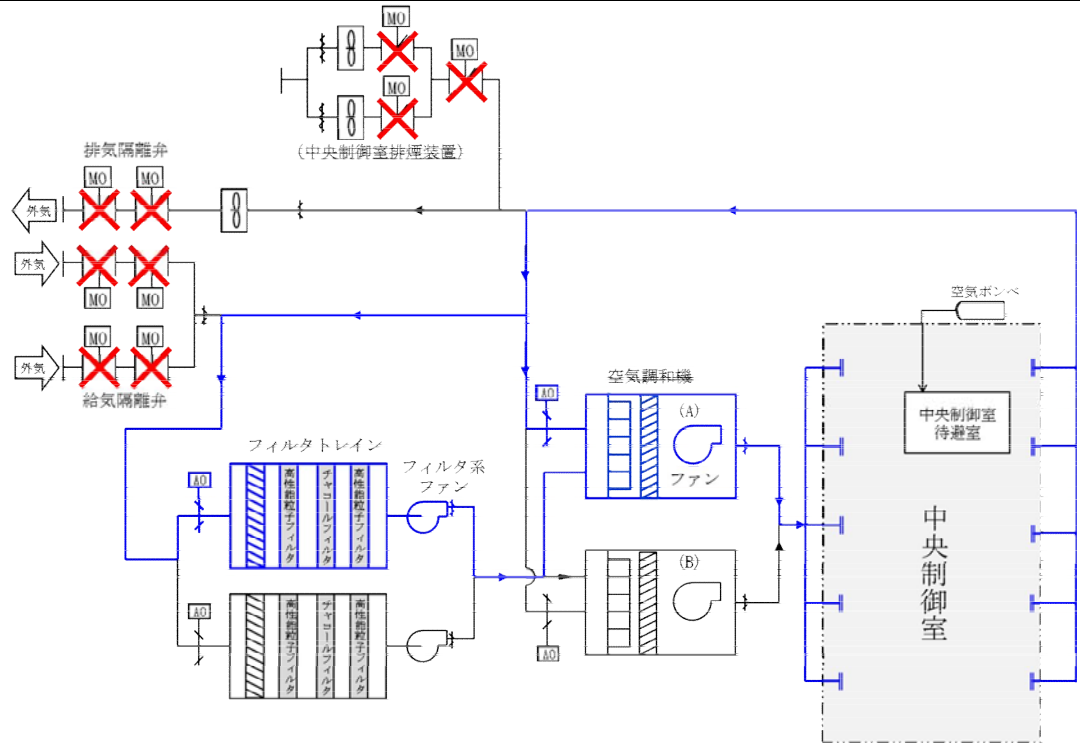 MO
MO
MO
(中央制御室排煙装置)
排気隔離弁
MO
MO
外気
外気
MO
MO
MO
MO
外気
給気隔離弁
空気ボンベ
中央制御室
待避室
空気調和機
AO
(A)
ファン
フィルタトレイン
フィルタ系
ファン
AO
高性能粒子フィルタ
チャコールフィルタ
高性能粒子フィルタ
中央制御室
(B)
AO
AO
高性能粒子フィルタ
チャコールフィルタ
高性能粒子フィルタ